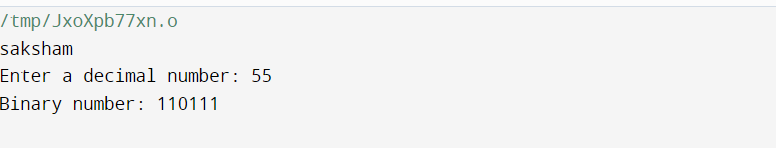 /tmp/JxoXpb77xn.o
saksham
Enter a decimal number: 55
Binary number: 110111